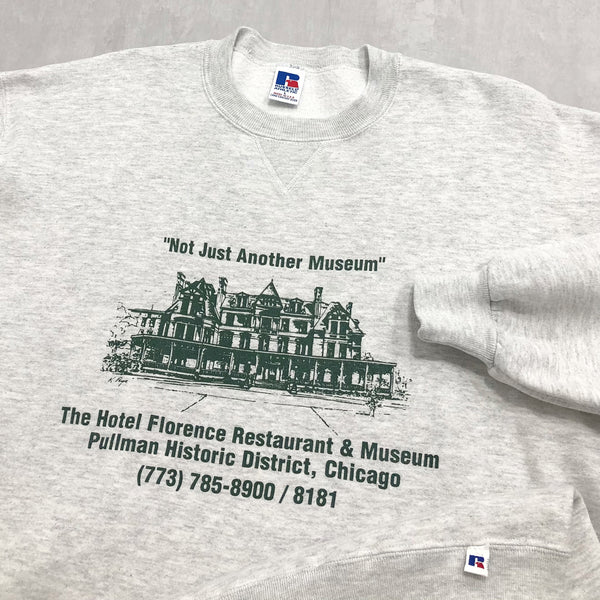 R
"Not Just Another Museum"
The Hotel Florence Restaurant & Museum
Pullman Historic District, Chicago
(773) 785-8900 / 8181
R